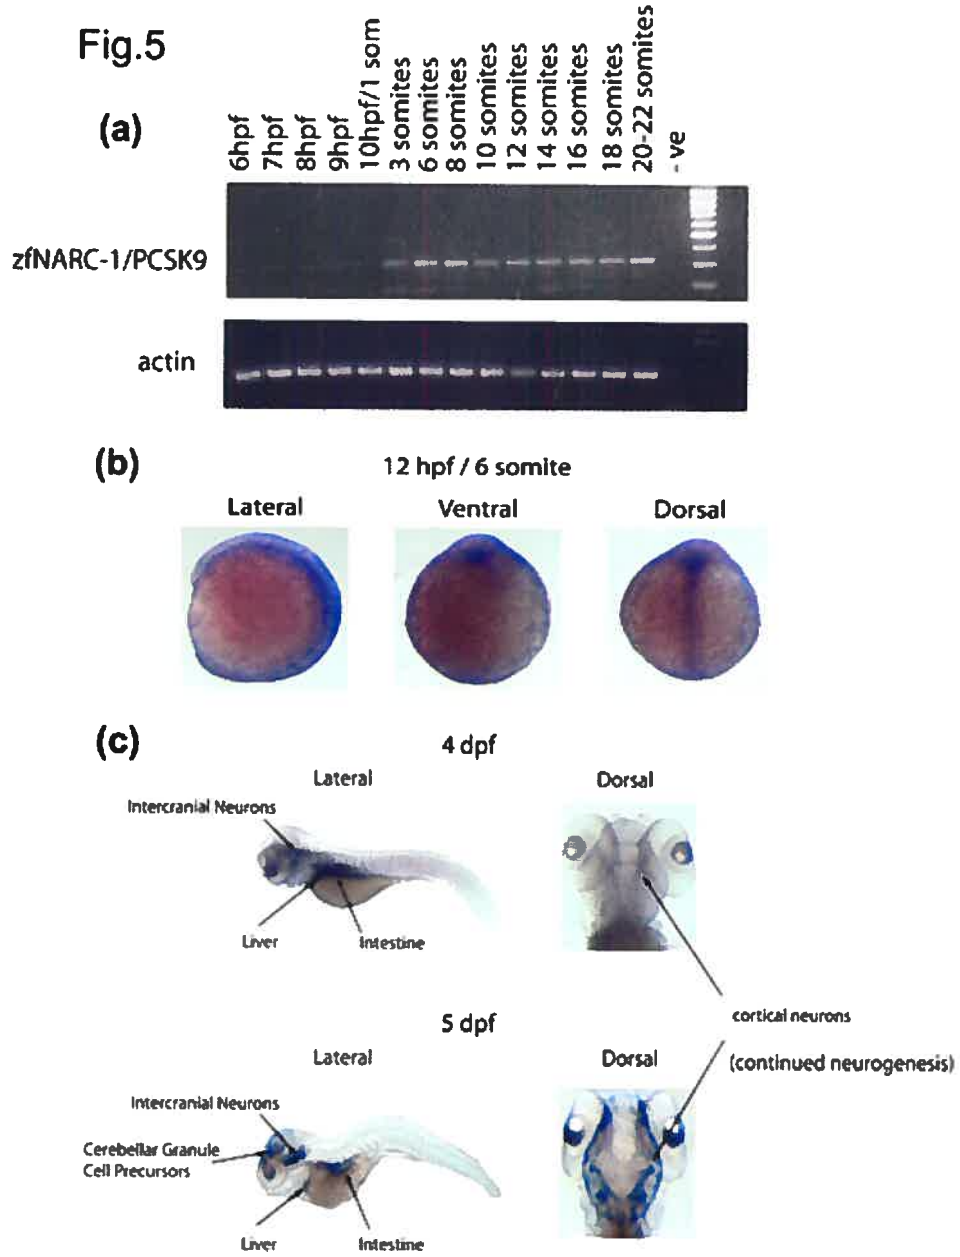 Fig.5
(a)
6hpf
7hpf
8hpf
9hpf
10hpf/1 som
3 somites
6 somites
8 somites
10 somites
12 somites
14 somites
16 somites
18 somites
20-22 somites
- ve
zfNARC-1/PCSK9
actin
(b)
12 hpf / 6 somite
Lateral
Ventral
Dorsal
(c)
4 dpf
Lateral
Dorsal
Intercranial Neurons
Liver
Intestine
cortical neurons
(continued neurogenesis)
5 dpf
Lateral
Dorsal
Intercranial Neurons
Cerebellar Granule
Cell Precursors
Liver
Intestine